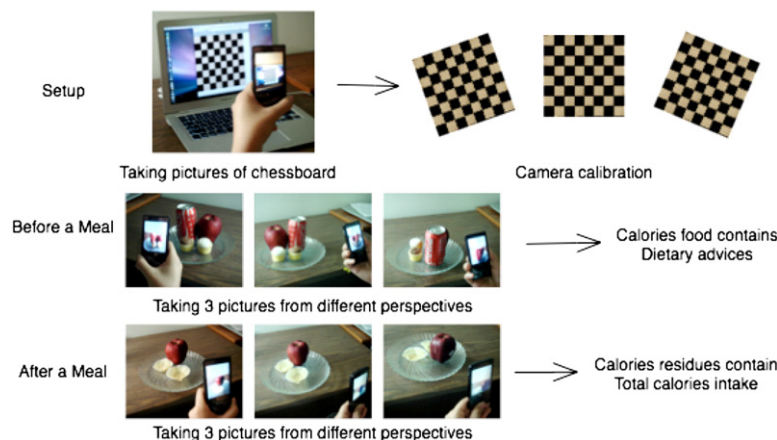 Setup
Taking pictures of chessboard
Camera calibration
Before a Meal
Calories food contains
Dietary advices
Taking 3 pictures from different perspectives
After a Meal
Calories residues contain
Total calories intake
Taking 3 pictures from different perspectives